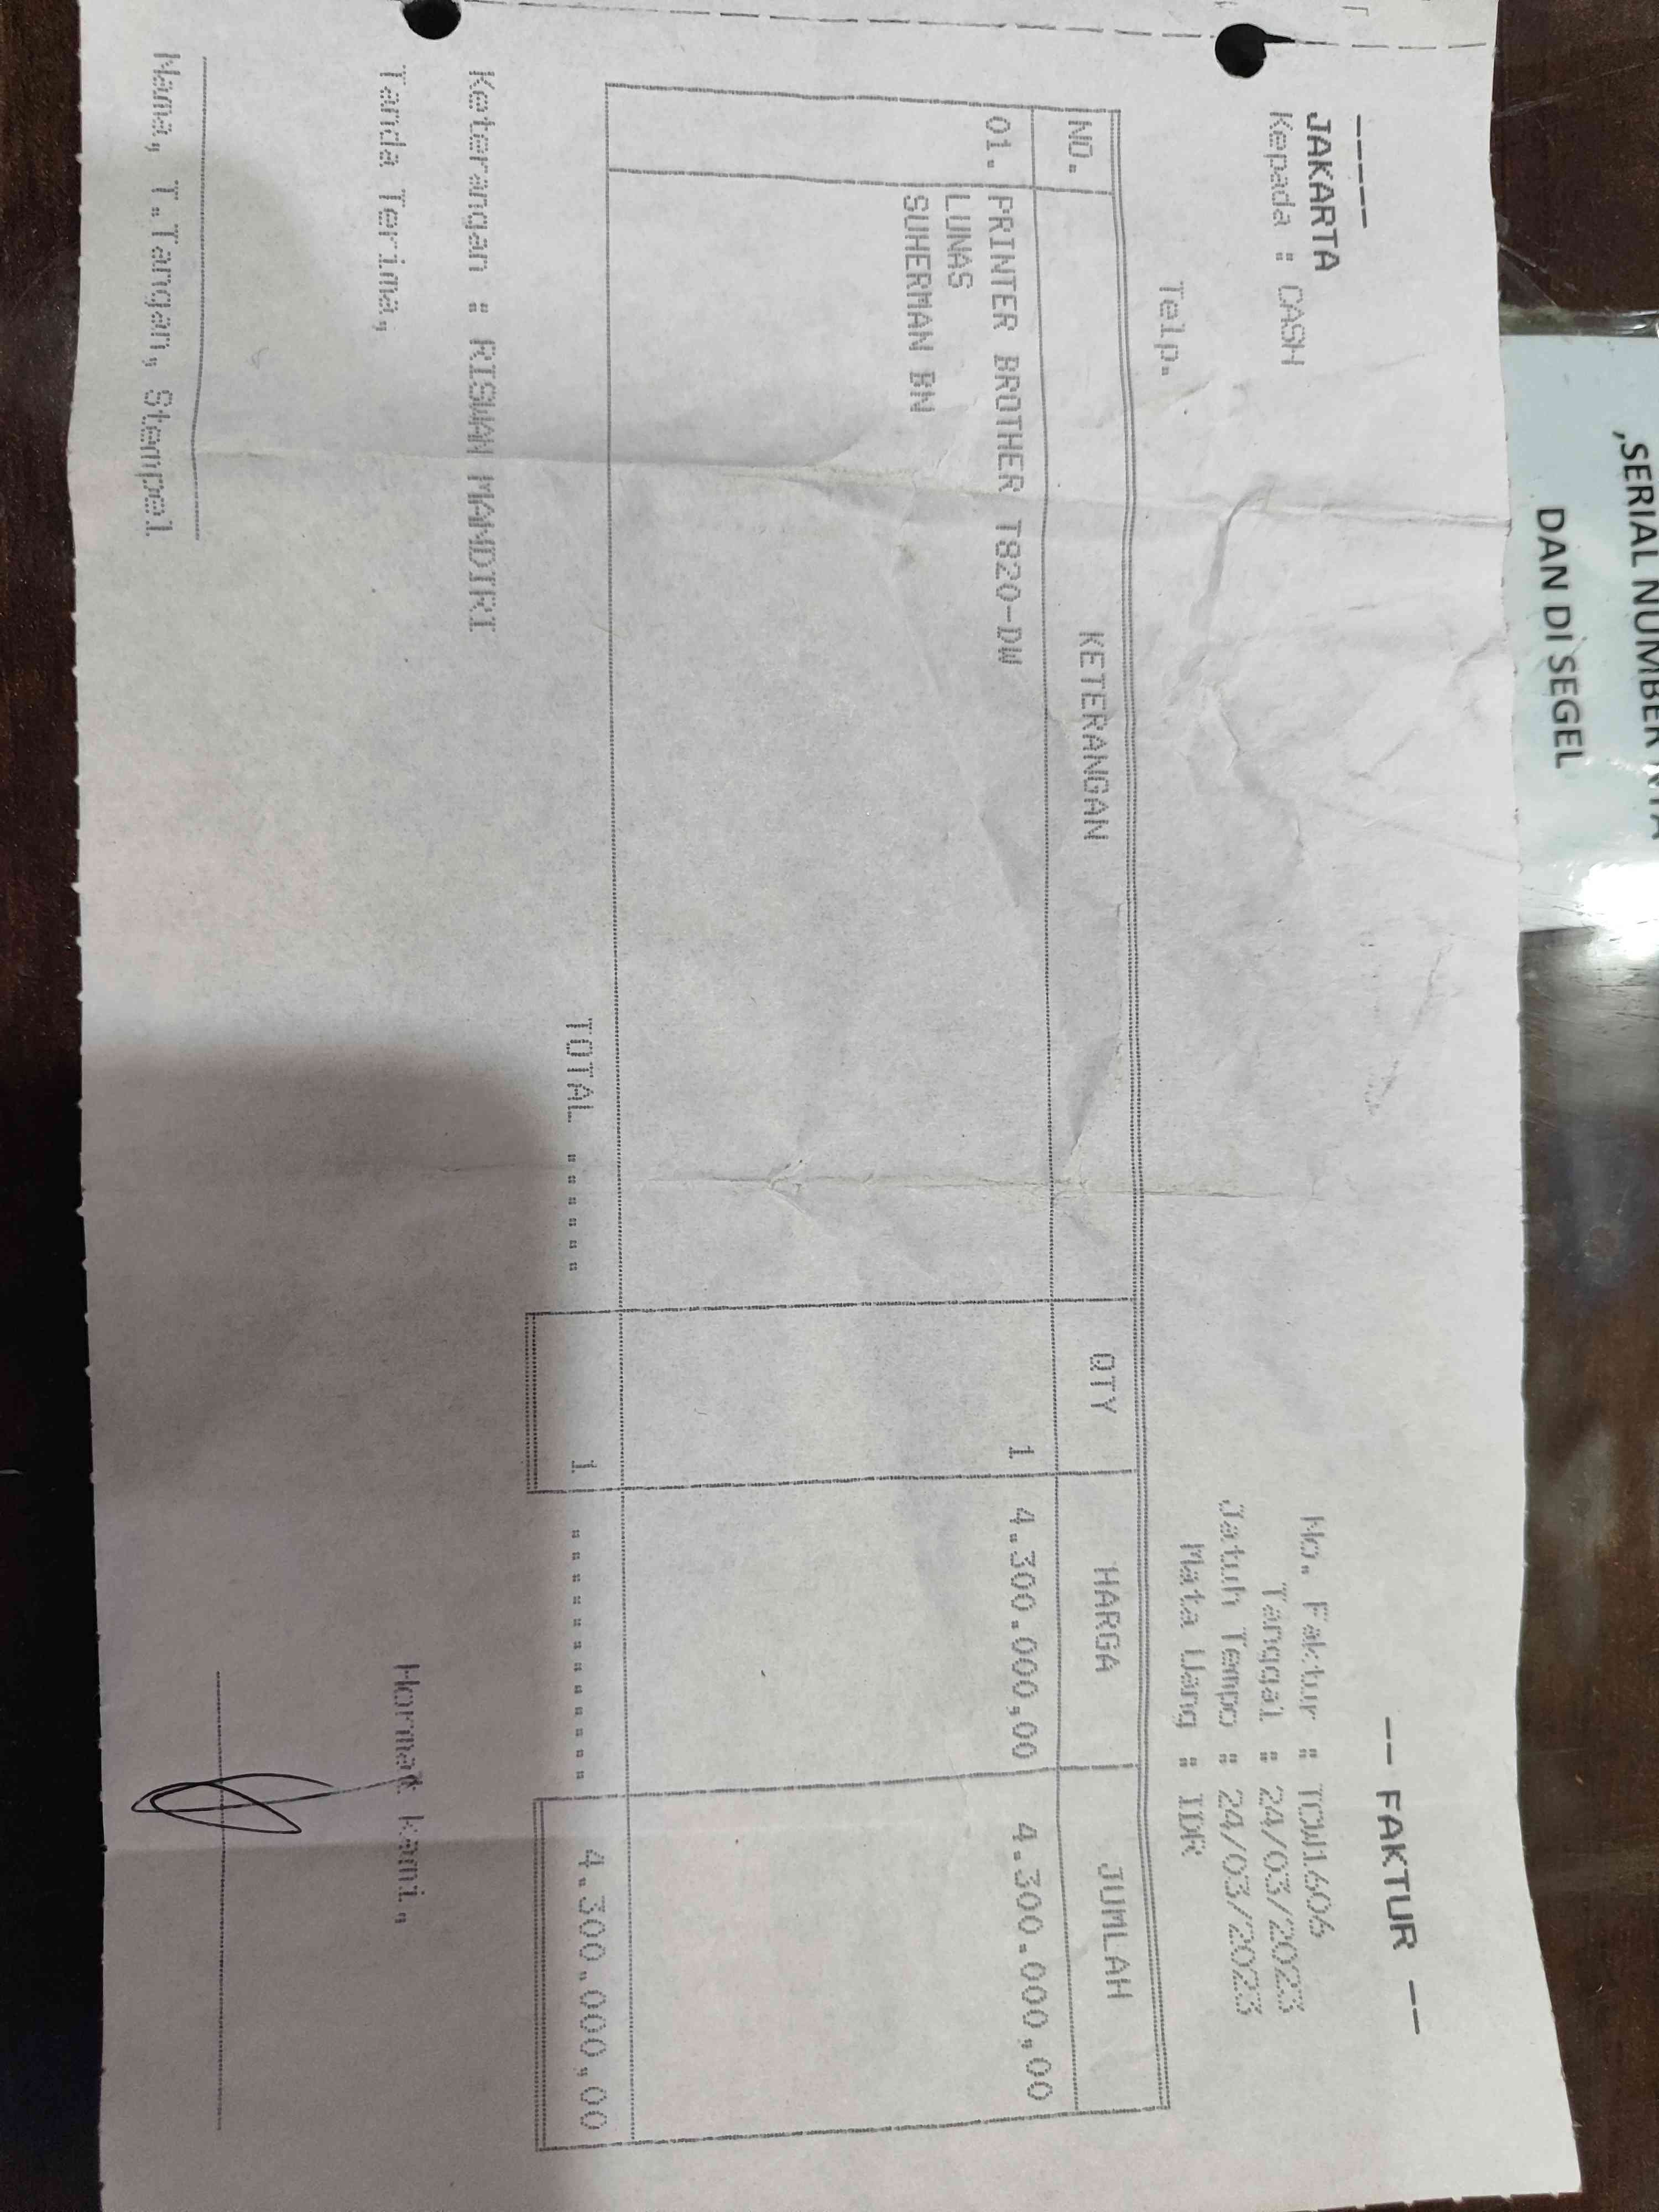 -- FAKTUR --
-----
JAKARTA
Kepada : CASH
No. Faktur : TCW1606
Tanggal : 24/03/2023
Jatuh Tempo : 24/03/2023
Telp.
Mata Uang : IDR
NO. KETERANGAN QTY HARGA JUMLAH
01. PRINTER BROTHER T820-DW 1 4.300.000,00 4.300.000,00
LUNAS
SUHERMAN BN
TOTAL ..... 1 ............. 4.300.000,00
Keterangan : RISWAN MANDIRI
Tanda Terima,
Hormat kami,
Nama, T.Tangan, Stempel
,SERIAL NUMBER
DAN DI SEGEL